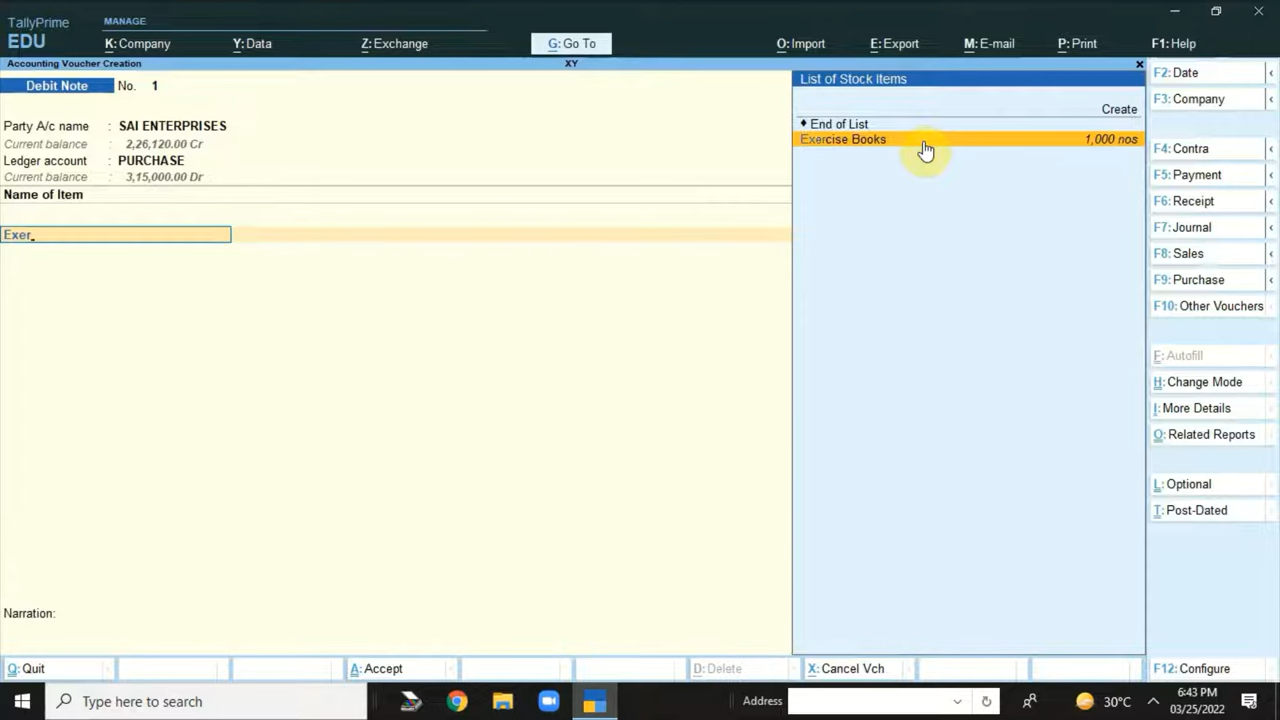 TallyPrime
MANAGE
EDU
K: Company
Y: Data
Z: Exchange
G: Go To
O: Import
E: Export
M: E-mail
P: Print
F1: Help
Accounting Voucher Creation
XY
Debit Note No. 1
Party A/c name : SAI ENTERPRISES
Current balance : 2,26,120.00 Cr
Ledger account : PURCHASE
Current balance : 3,15,000.00 Dr
Name of Item
Exer
Narration:
List of Stock Items
Create
♦ End of List
Exercise Books 1,000 nos
F2: Date
F3: Company
F4: Contra
F5: Payment
F6: Receipt
F7: Journal
F8: Sales
F9: Purchase
F10: Other Vouchers
F: Autofill
H: Change Mode
I: More Details
O: Related Reports
L: Optional
T: Post-Dated
Q: Quit
A: Accept
D: Delete
X: Cancel Vch
F12: Configure
Type here to search
Address
30°C
6:43 PM
03/25/2022